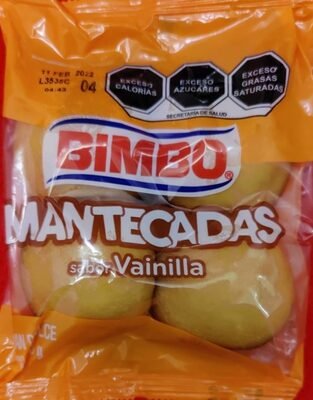 11 FEB 2022
L3535C 04
04:43
EXCESO CALORÍAS
EXCESO AZÚCARES
EXCESO GRASAS SATURADAS
SECRETARÍA DE SALUD
BIMBO®
MANTECADAS
sabor Vainilla